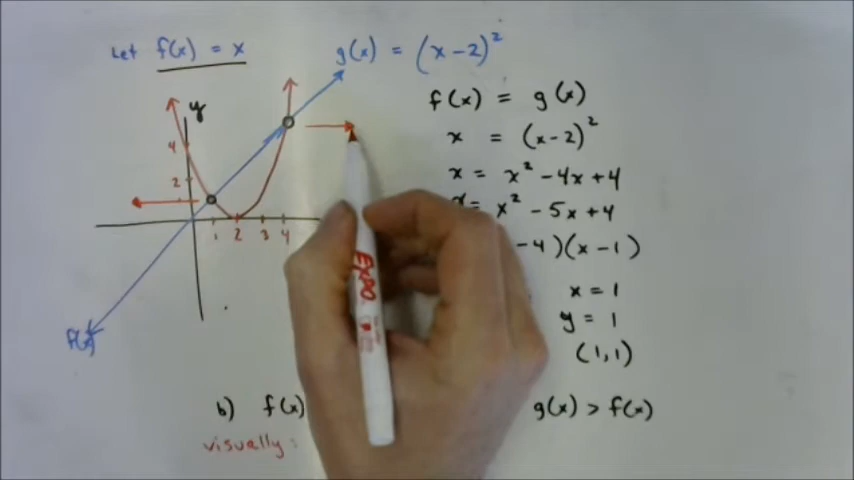 Let f(x) = x
g(x) = (x-2)²
y
4
2
1 2 3 4
f(x)
f(x) = g(x)
x = (x-2)²
x = x² - 4x + 4
= x² - 5x + 4
-4)(x-1)
x = 1
y = 1
(1,1)
EXPO
b) f(x)
g(x) > f(x)
visually: